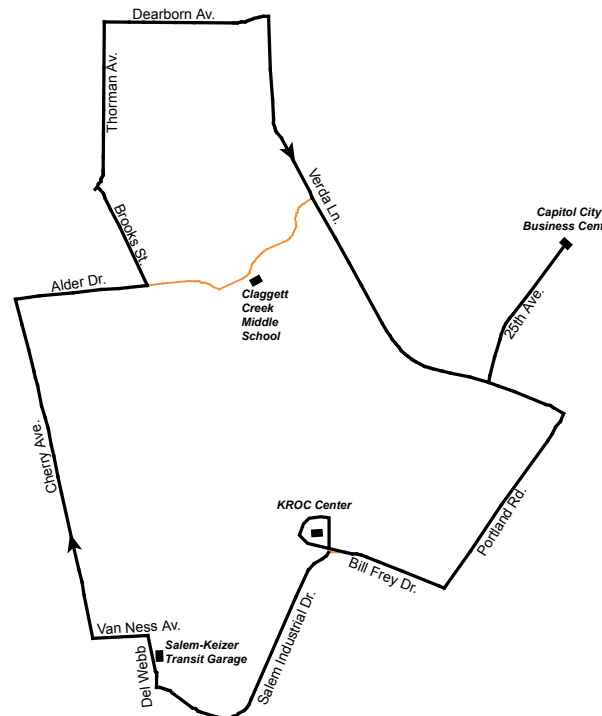 Dearborn Av.
Thorman Av.
Verda Ln.
Brooks St.
Capitol City
Business Cent
25th Ave.
Alder Dr.
Claggett
Creek
Middle
School
Cherry Ave.
KROC Center
Portland Rd.
Bill Frey Dr.
Salem Industrial Dr.
Van Ness Av.
Salem-Keizer
Transit Garage
Del Webb